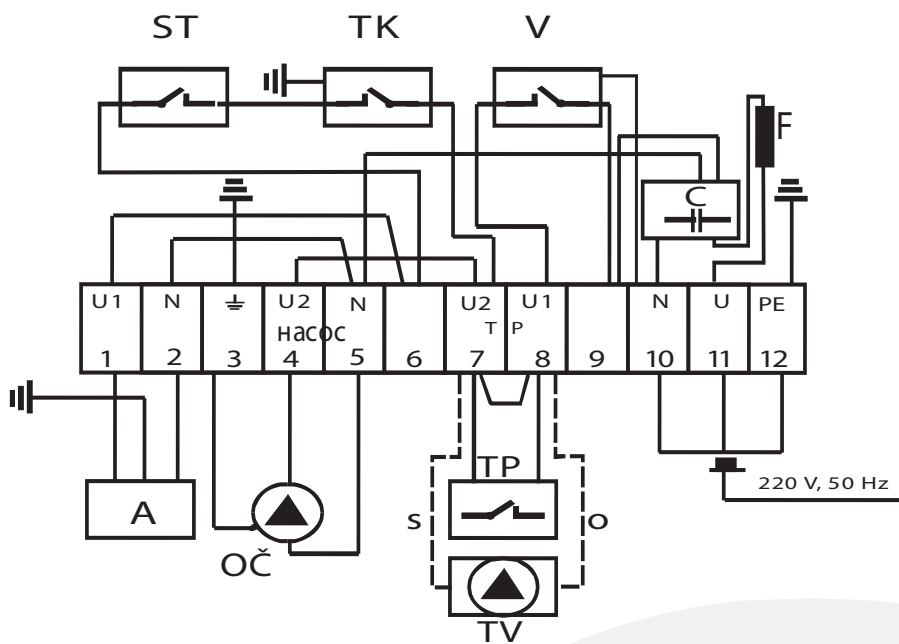 ST TK V
F
C
U1 N U2 N U2 U1 N U PE
насос T P
1 2 3 4 5 6 7 8 9 10 11 12
TP
220 V, 50 Hz
A s o
OČ
TV